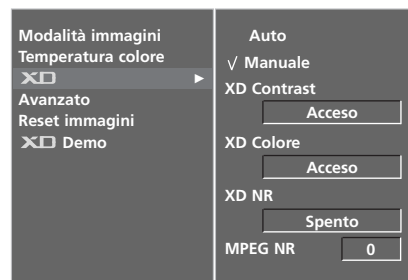 Modalità immagini
Temperatura colore
XD
Avanzato
Reset immagini
XD Demo
Auto
√ Manuale
XD Contrast
Acceso
XD Colore
Acceso
XD NR
Spento
MPEG NR 0